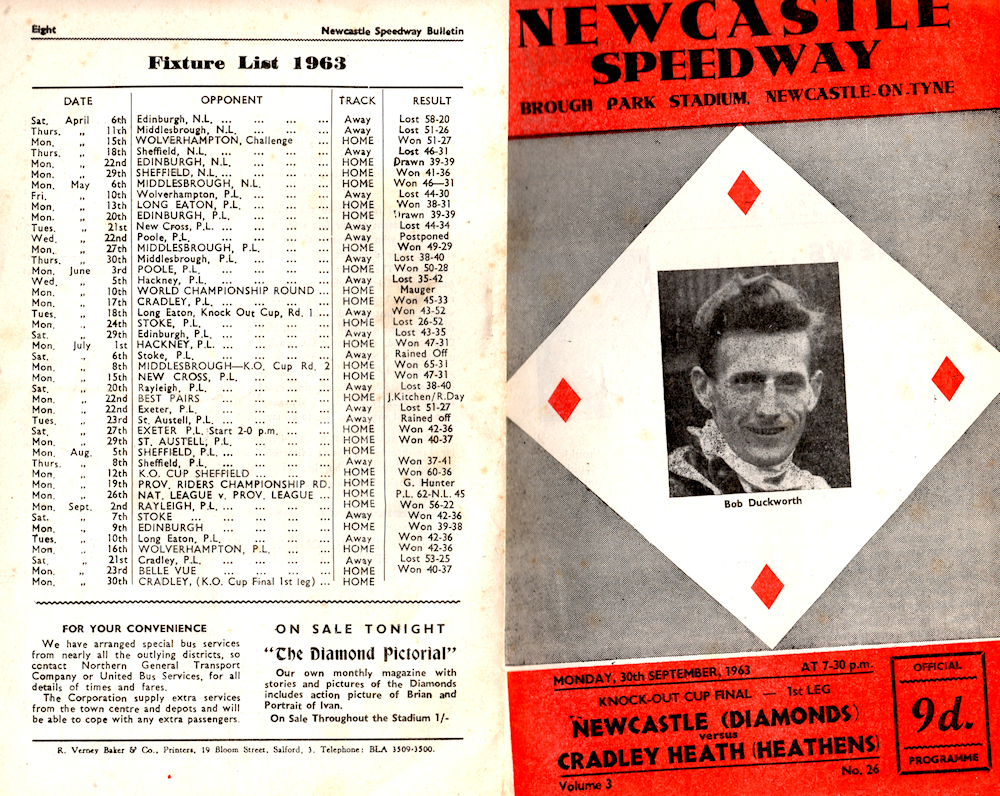 Eight Newcastle Speedway Bulletin
Fixture List 1963
DATE OPPONENT TRACK RESULT
Sat. April 6th Edinburgh, N.L. ... ... ... ... Away Lost 58-20
Thurs. „ 11th Middlesbrough, N.L. ... ... ... Away Lost 51-26
Mon. „ 15th WOLVERHAMPTON, Challenge ... HOME Won 51-27
Thurs. „ 18th Sheffield, N.L. ... ... ... ... Away Lost 46-31
Mon. „ 22nd EDINBURGH, N.L. ... ... ... HOME Drawn 39-39
Mon. „ 29th SHEFFIELD, N.L. ... ... ... ... HOME Won 41-36
Mon. May 6th MIDDLESBROUGH, N.L. ... ... HOME Won 46—31
Fri. „ 10th Wolverhampton, P.L. ... ... ... Away Lost 44-30
Mon. „ 13th LONG EATON, P.L. ... ... ... HOME Won 38-31
Mon. „ 20th EDINBURGH, P.L. ... ... ... HOME Drawn 39-39
Tues. „ 21st New Cross, P.L. ... ... ... ... Away Lost 44-34
Wed. „ 22nd Poole, P.L. ... ... ... ... Away Postponed
Mon. „ 27th MIDDLESBROUGH, P.L. ... ... HOME Won 49-29
Thurs. „ 30th Middlesbrough, P.L. ... ... ... Away Lost 38-40
Mon. June 3rd POOLE, P.L. ... ... ... ... HOME Won 50-28
Wed. „ 5th Hackney, P.L. ... ... ... ... Away Lost 35-42
Mon. „ 10th WORLD CHAMPIONSHIP ROUND ... HOME Mauger
Mon. „ 17th CRADLEY, P.L. ... ... ... ... HOME Won 45-33
Tues. „ 18th Long Eaton, Knock Out Cup, Rd. 1 ... Away Won 43-52
Mon. „ 24th STOKE, P.L. ... ... ... ... HOME Lost 26-52
Sat. „ 29th Edinburgh, P.L. ... ... ... ... Away Lost 43-35
Mon. July 1st HACKNEY, P.L. ... ... ... ... HOME Won 47-31
Sat. „ 6th Stoke, P.L. ... ... ... ... Away Rained Off
Mon. „ 8th MIDDLESBROUGH—K.O. Cup Rd. 2 HOME Won 65-31
Mon. „ 15th NEW CROSS, P.L. ... ... ... HOME Won 47-31
Sat. „ 20th Rayleigh, P.L. ... ... ... ... Away Lost 38-40
Mon. „ 22nd BEST PAIRS ... ... ... ... HOME J.Kitchen/R.Day
Mon. „ 22nd Exeter, P.L. ... ... ... ... Away Lost 51-27
Tues. „ 23rd St. Austell, P.L. ... ... ... ... Away Rained off
Sat. „ 27th EXETER P.L. Start 2-0 p.m. ... ... HOME Won 42-36
Mon. „ 29th ST. AUSTELL, P.L. ... ... ... HOME Won 40-37
Mon. Aug. 5th SHEFFIELD, P.L. ... ... ... ... HOME
Thurs. „ 8th Sheffield, P.L. ... ... ... ... Away Won 37-41
Mon. „ 12th K.O. CUP SHEFFIELD ... ... ... HOME Won 60-36
Mon. „ 19th PROV. RIDERS CHAMPIONSHIP RD. HOME G. Hunter
Mon. „ 26th NAT. LEAGUE v. PROV. LEAGUE ... HOME P.L. 62-N.L. 45
Mon. Sept. 2nd RAYLEIGH, P.L. ... ... ... ... HOME Won 56-22
Sat. „ 7th STOKE ... ... ... ... ... Away Won 42-36
Mon. „ 9th EDINBURGH ... ... ... ... HOME Won 39-38
Tues. „ 10th Long Eaton, P.L. ... ... ... ... Away Won 42-36
Mon. „ 16th WOLVERHAMPTON, P.L. ... ... HOME Won 42-36
Sat. „ 21st Cradley, P.L. ... ... ... ... Away Lost 53-25
Mon. „ 23rd BELLE VUE ... ... ... ... HOME Won 40-37
Mon. „ 30th CRADLEY, (K.O. Cup Final 1st leg) ... HOME
FOR YOUR CONVENIENCE
We have arranged special bus services
from nearly all the outlying districts, so
contact Northern General Transport
Company or United Bus Services, for all
details of times and fares.
The Corporation supply extra services
from the town centre and depots and will
be able to cope with any extra passengers.
ON SALE TONIGHT
“The Diamond Pictorial”
Our own monthly magazine with
stories and pictures of the Diamonds
includes action picture of Brian and
Portrait of Ivan.
On Sale Throughout the Stadium 1/-
R. Verney Baker & Co., Printers, 19 Bloom Street, Salford, 3. Telephone: BLA 3509-3500.
NEWCASTLE
SPEEDWAY
BROUGH PARK STADIUM, NEWCASTLE-ON-TYNE
Bob Duckworth
MONDAY, 30th SEPTEMBER, 1963 AT 7-30 p.m.
KNOCK-OUT CUP FINAL — 1st LEG
NEWCASTLE (DIAMONDS)
versus
CRADLEY HEATH (HEATHENS)
Volume 3 No. 26
OFFICIAL
9d.
PROGRAMME